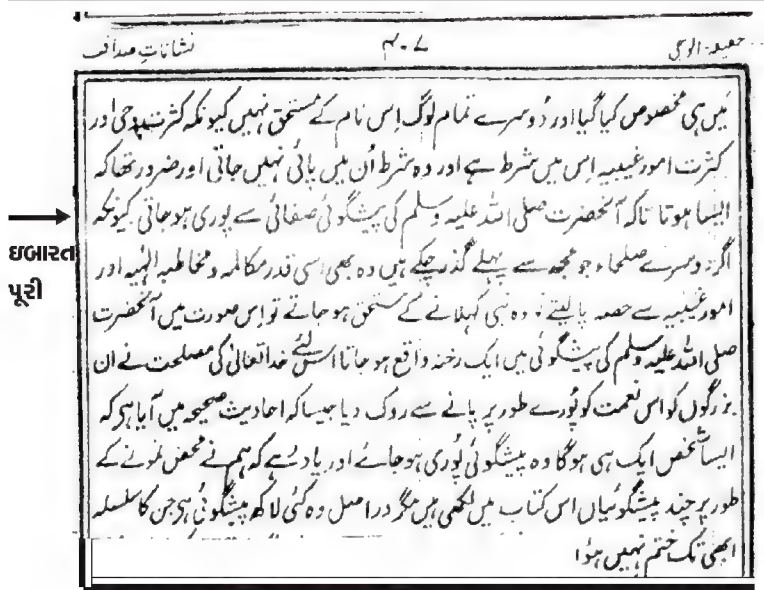 حقیقۃ الوحی ۴۰۷ نشاناتِ صداقت
میں ہی مخصوص کیا گیا اور دوسرے تمام لوگ اِس نام کے مستحق نہیں کیونکہ کثرت وحی اور
کثرت امور غیبیہ اِس میں شرط ہے اور وہ شرط اُن میں پائی نہیں جاتی اور ضرور تھا کہ
ایسا ہوتا تاکہ آنحضرت صلی اللہ علیہ وسلم کی پیشگوئی صفائی سے پوری ہو جاتی کیونکہ
اگر دوسرے صلحاء جو مجھ سے پہلے گذر چکے ہیں وہ بھی اسی قدر مکالمہ و مخاطبہ الٰہیہ اور
امور غیبیہ سے حصہ پالیتے تو وہ نبی کہلانے کے مستحق ہو جاتے تو اِس صورت میں آنحضرت
صلی اللہ علیہ وسلم کی پیشگوئی میں ایک رخنہ واقع ہو جاتا اس لئے خدا تعالیٰ کی مصلحت نے ان
بزرگوں کو اس نعمت کو پُورے طور پر پانے سے روک دیا جیسا کہ احادیث صحیحہ میں آیا ہے کہ
ایسا شخص ایک ہی ہوگا وہ پیشگوئی پُوری ہو جائے اور یاد رہے کہ ہم نے محض نمونے کے
طور پر چند پیشگوئیاں اس کتاب میں لکھی ہیں مگر دراصل وہ کئی لاکھ پیشگوئی ہے جن کا سلسلہ
ابھی تک ختم نہیں ہؤا
ઇબારત
પૂરી